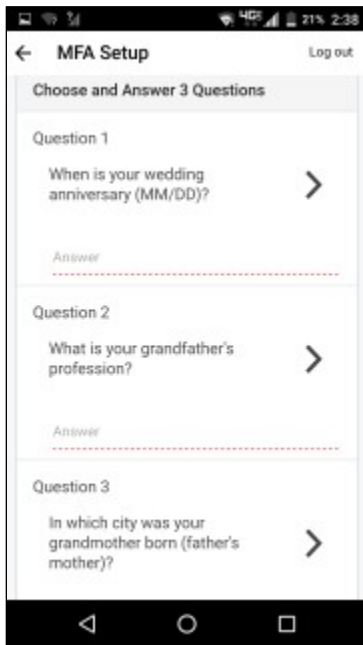 4G 21% 2:38
MFA Setup Log out
Choose and Answer 3 Questions
Question 1
When is your wedding
anniversary (MM/DD)?
Answer
Question 2
What is your grandfather's
profession?
Answer
Question 3
In which city was your
grandmother born (father's
mother)?